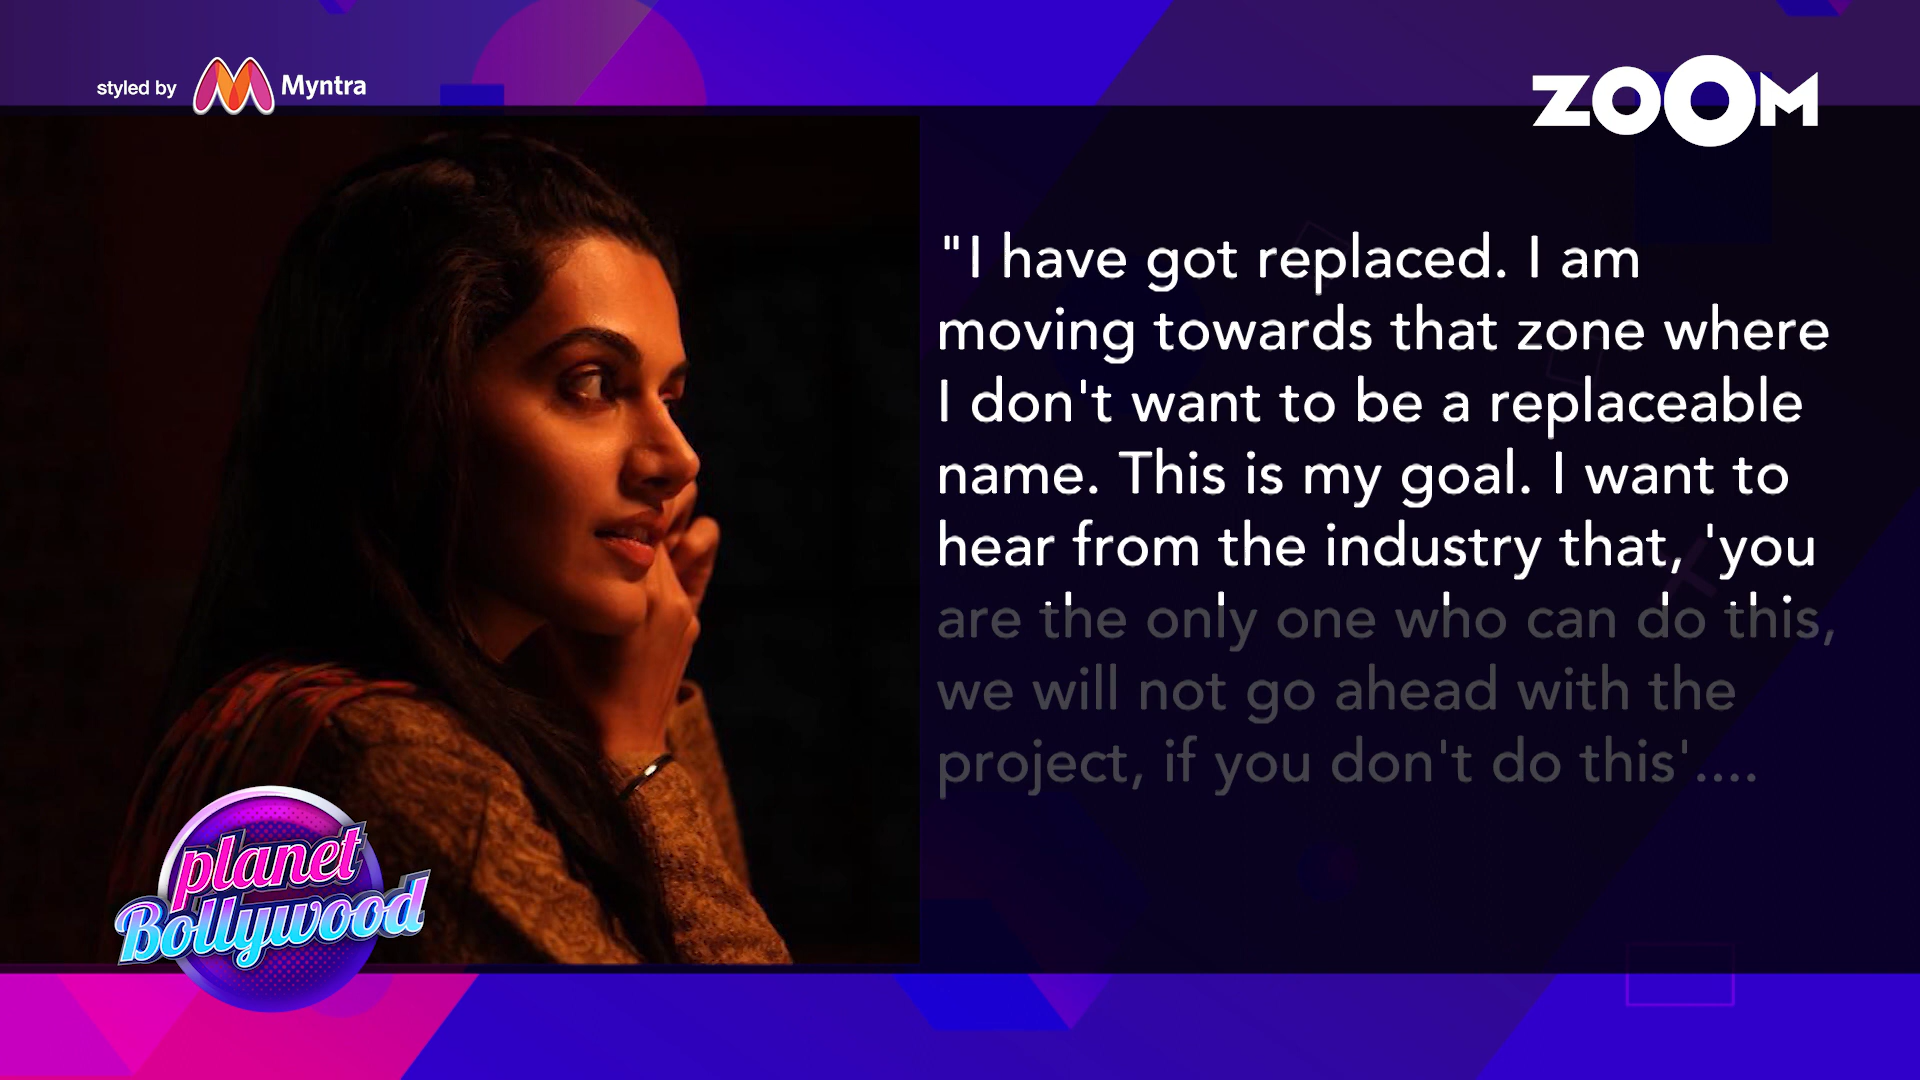 styled by Myntra
ZOOM
"I have got replaced. I am
moving towards that zone where
I don't want to be a replaceable
name. This is my goal. I want to
hear from the industry that, 'you
are the only one who can do this,
we will not go ahead with the
project, if you don't do this'....
planet
Bollywood